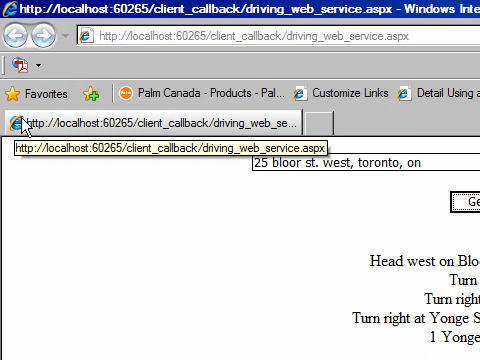 http://localhost:60265/client_callback/driving_web_service.aspx - Windows Inte
http://localhost:60265/client_callback/driving_web_service.aspx
Favorites Palm Canada - Products - Pal... Customize Links Detail Using a
http://localhost:60265/client_callback/driving_web_se...
http://localhost:60265/client_callback/driving_web_service.aspx
25 bloor st. west, toronto, on
Ge
Head west on Bloo
Turn
Turn right
Turn right at Yonge S
1 Yonge